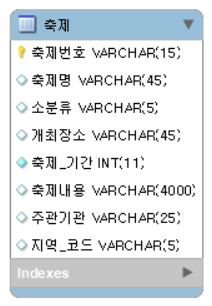 축제
축제번호 VARCHAR(15)
축제명 VARCHAR(45)
소분류 VARCHAR(5)
개최장소 VARCHAR(45)
축제_기간 INT(11)
축제내용 VARCHAR(4000)
주관기관 VARCHAR(25)
지역_코드 VARCHAR(5)
Indexes